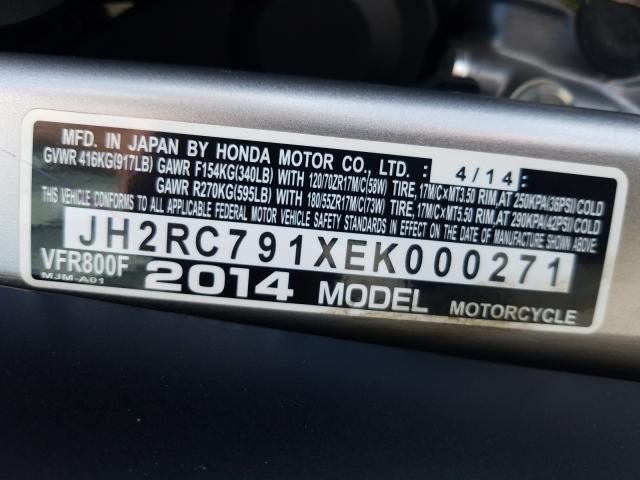 MFD. IN JAPAN BY HONDA MOTOR CO., LTD.: 4/14:
GVWR 416KG(917LB) GAWR F154KG(340LB) WITH 120/70ZR17M/C(58W) TIRE,17M/C×MT3.50 RIM,AT 250KPA(36PSI)COLD
GAWR R270KG(595LB) WITH 180/55ZR17M/C(73W) TIRE,17M/C×MT5.50 RIM,AT 290KPA(42PSI)COLD
THIS VEHICLE CONFORMS TO ALL APPLICABLE FEDERAL MOTOR VEHICLE SAFETY STANDARDS IN EFFECT ON THE DATE OF MANUFACTURE SHOWN ABOVE.
JH2RC791XEK000271
VFR800F 2014 MODEL MOTORCYCLE
MJM-A01